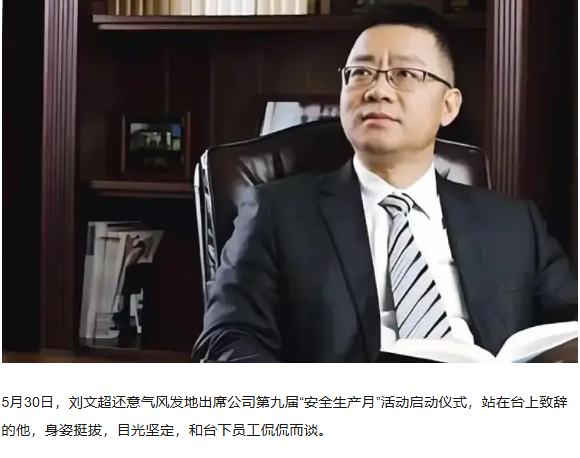 5月30日，刘文超还意气风发地出席公司第九届“安全生产月”活动启动仪式，站在台上致辞
的他，身姿挺拔，目光坚定，和台下员工侃侃而谈。